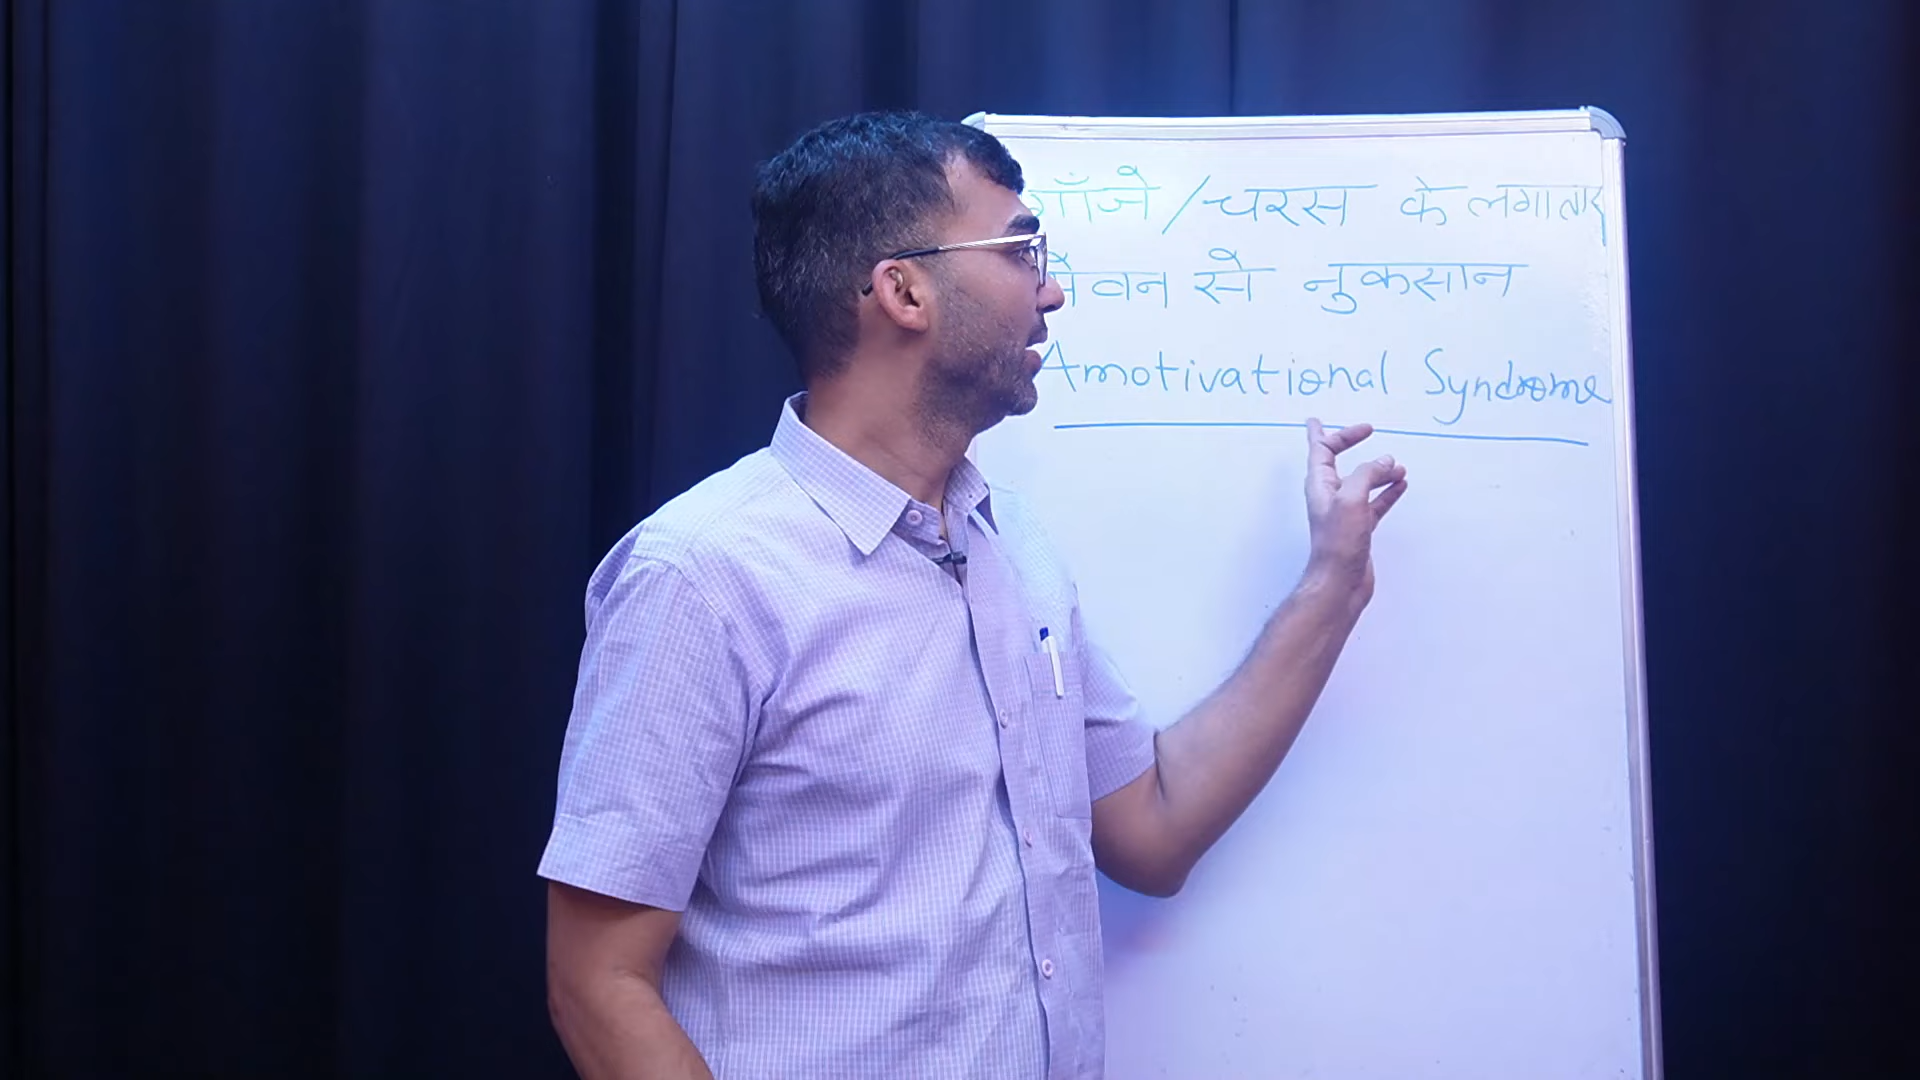 गाँजे / चरस के लगातार
सेवन से नुकसान
Amotivational Syndrome